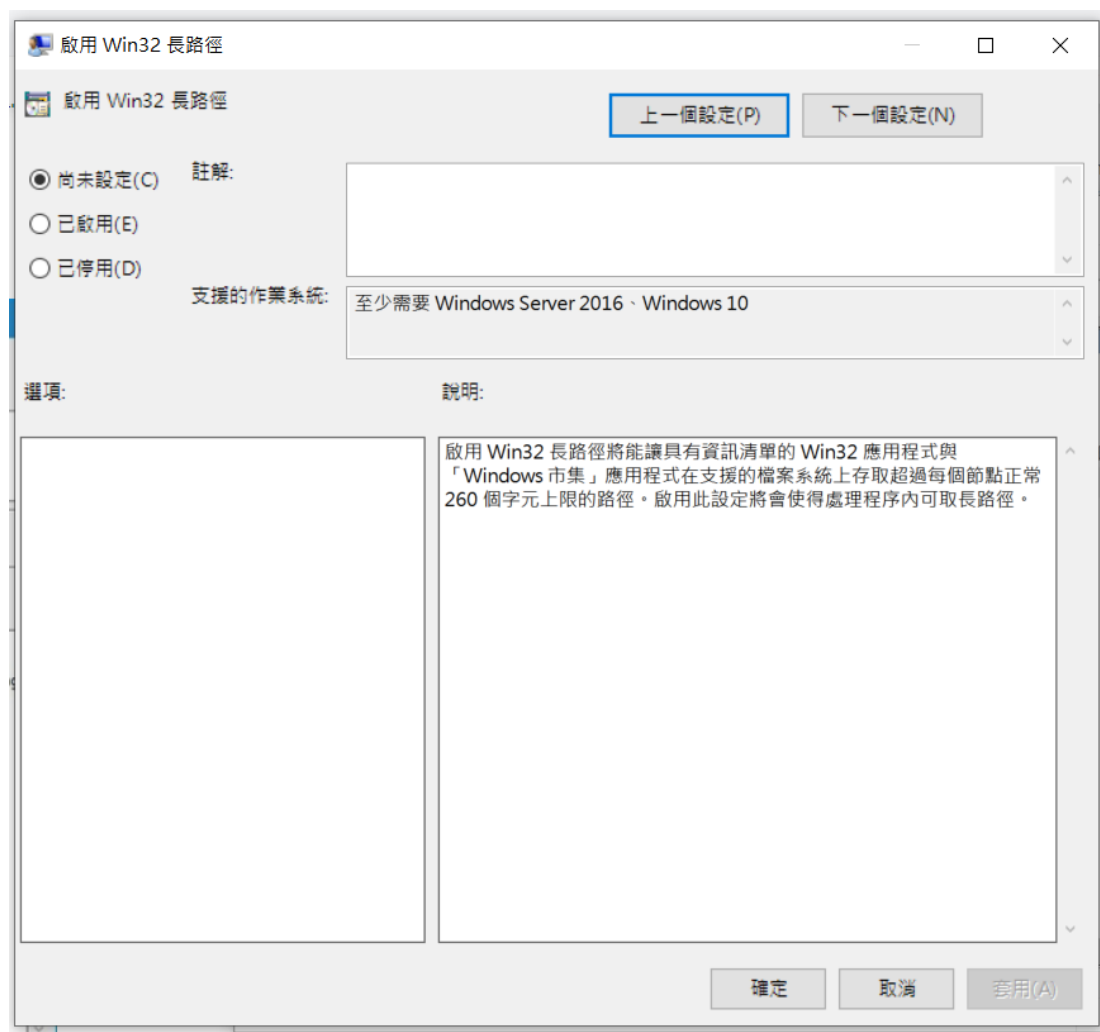 啟用 Win32 長路徑
啟用 Win32 長路徑
上一個設定(P)
下一個設定(N)
尚未設定(C)
註解:
已啟用(E)
已停用(D)
支援的作業系統:
至少需要 Windows Server 2016、Windows 10
選項:
說明:
啟用 Win32 長路徑將能讓具有資訊清單的 Win32 應用程式與
「Windows 市集」應用程式在支援的檔案系統上存取超過每個節點正常
260 個字元上限的路徑。啟用此設定將會使得處理程序內可取長路徑。
確定
取消
套用(A)